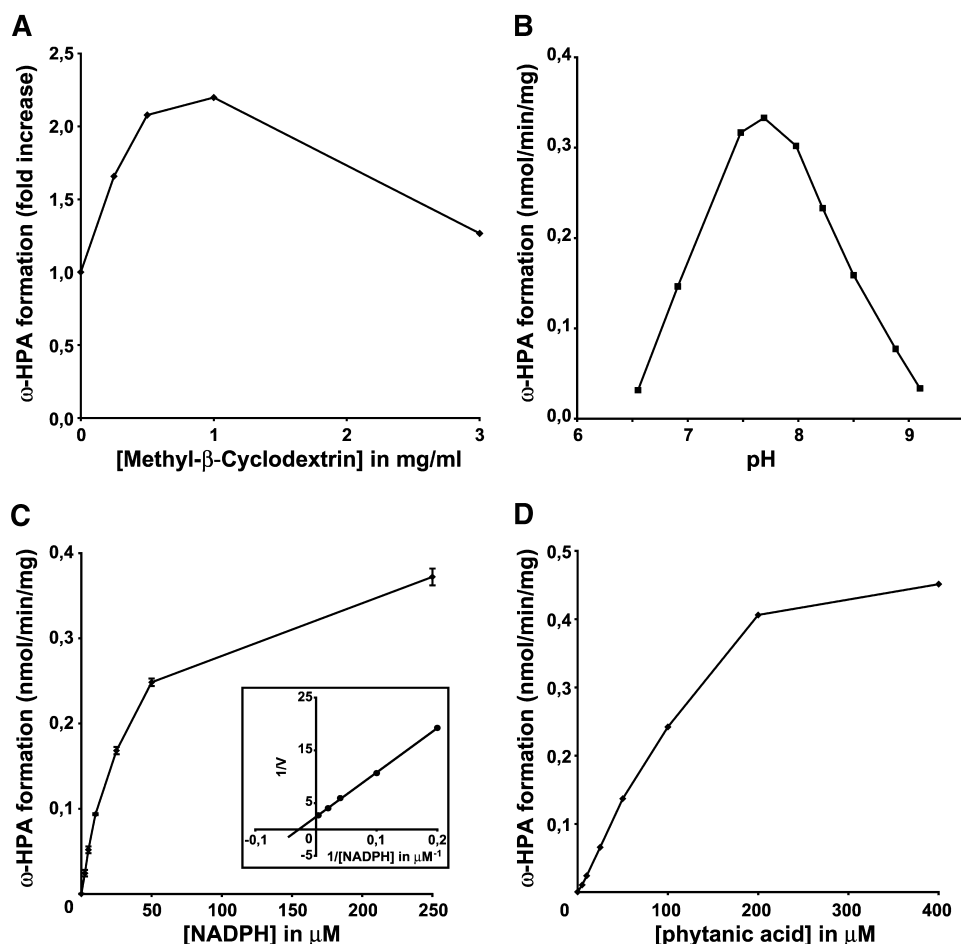 A
2,5
2,0
1,5
1,0
0,5
0,0
ω-HPA formation (fold increase)
0 1 2 3
[Methyl-β-Cyclodextrin] in mg/ml
B
0,4
0,3
0,2
0,1
0,0
ω-HPA formation (nmol/min/mg)
6 7 8 9
pH
C
0,4
0,3
0,2
0,1
0
ω-HPA formation (nmol/min/mg)
25
15
5
-5
1/V
-0,1 0 0,1 0,2
1/[NADPH] in μM⁻¹
50 100 150 200 250
[NADPH] in μM
D
0,5
0,4
0,3
0,2
0,1
ω-HPA formation (nmol/min/mg)
0 100 200 300 400
[phytanic acid] in μM